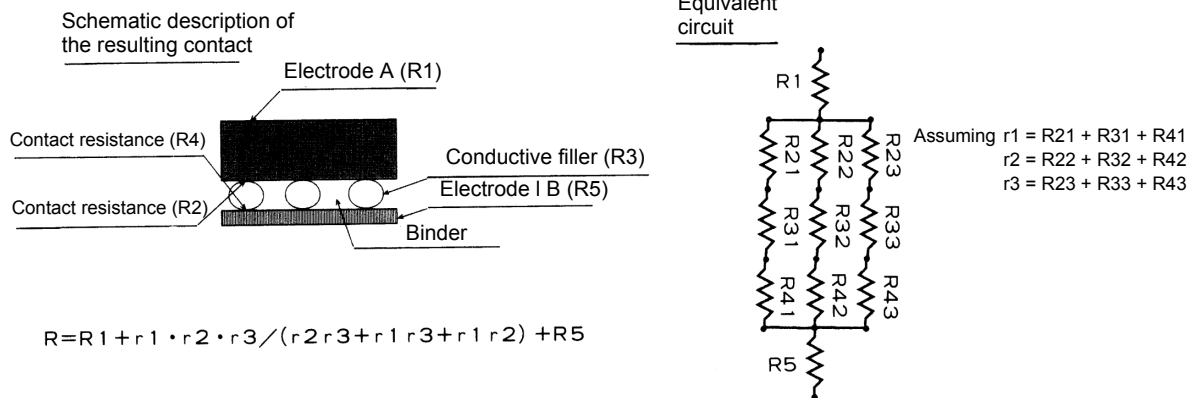 Schematic description of
the resulting contact
Electrode A (R1)
Contact resistance (R4)
Conductive filler (R3)
Electrode l B (R5)
Contact resistance (R2)
Binder
R=R1+r1・r2・r3/(r2r3+r1r3+r1r2)+R5
Equivalent
circuit
R1
R21
R22
R23
R31
R32
R33
R41
R42
R43
R5
Assuming r1 = R21 + R31 + R41
r2 = R22 + R32 + R42
r3 = R23 + R33 + R43